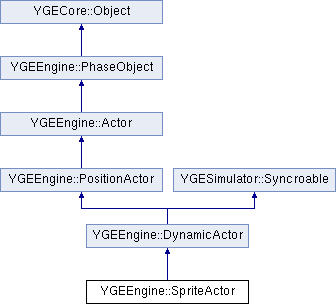 YGECore::Object
YGEEngine::PhaseObject
YGEEngine::Actor
YGEEngine::PositionActor
YGESimulator::Syncroable
YGEEngine::DynamicActor
YGEEngine::SpriteActor